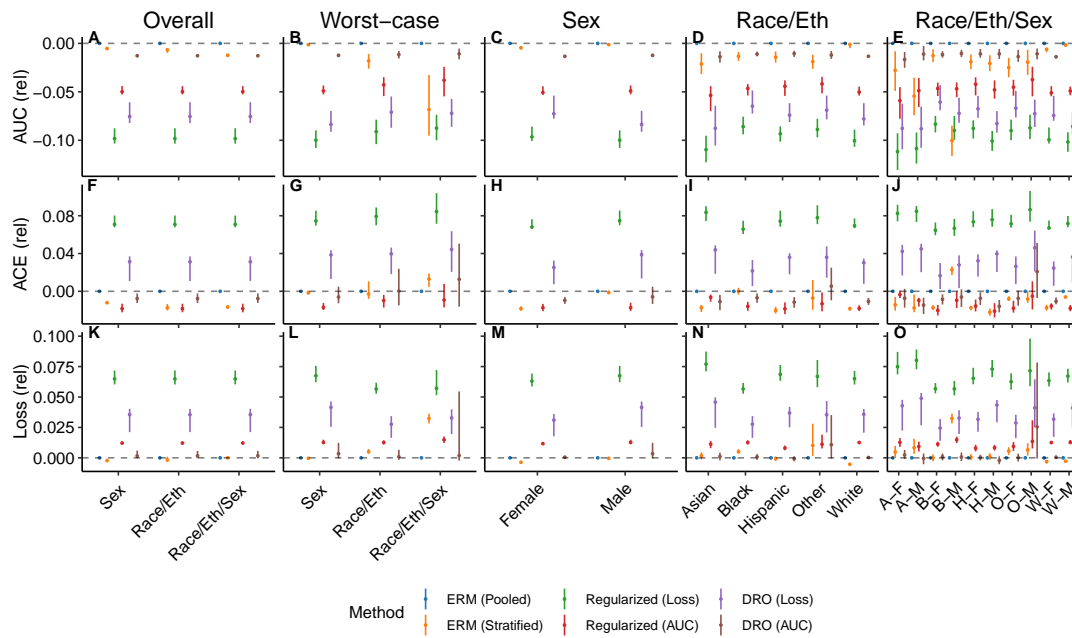 Overall Worst−case Sex Race/Eth Race/Eth/Sex
A B C D E
AUC (rel)
0.00
−0.05
−0.10
F G H I J
ACE (rel)
0.08
0.04
0.00
K L M N O
Loss (rel)
0.100
0.075
0.050
0.025
0.000
Sex Race/Eth Race/Eth/Sex Sex Race/Eth Race/Eth/Sex Female Male Asian Black Hispanic Other White A−F A−M B−F B−M H−F H−M O−F O−M W−F W−M
Method
ERM (Pooled) Regularized (Loss) DRO (Loss)
ERM (Stratified) Regularized (AUC) DRO (AUC)